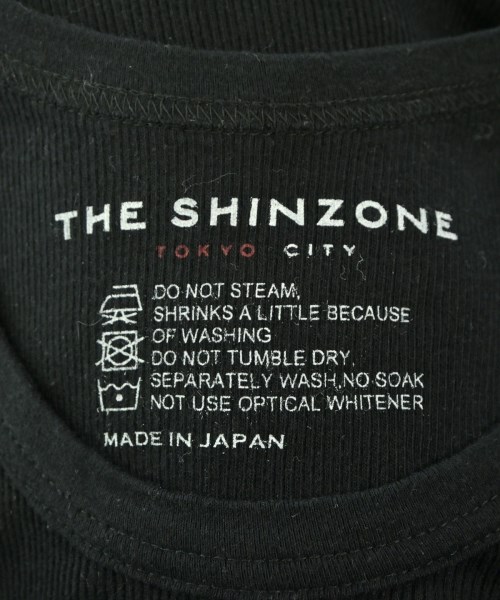 THE SHINZONE
TOKYO CITY
DO NOT STEAM,
SHRINKS A LITTLE BECAUSE
OF WASHING
DO NOT TUMBLE DRY,
SEPARATELY WASH,NO SOAK
NOT USE OPTICAL WHITENER
MADE IN JAPAN